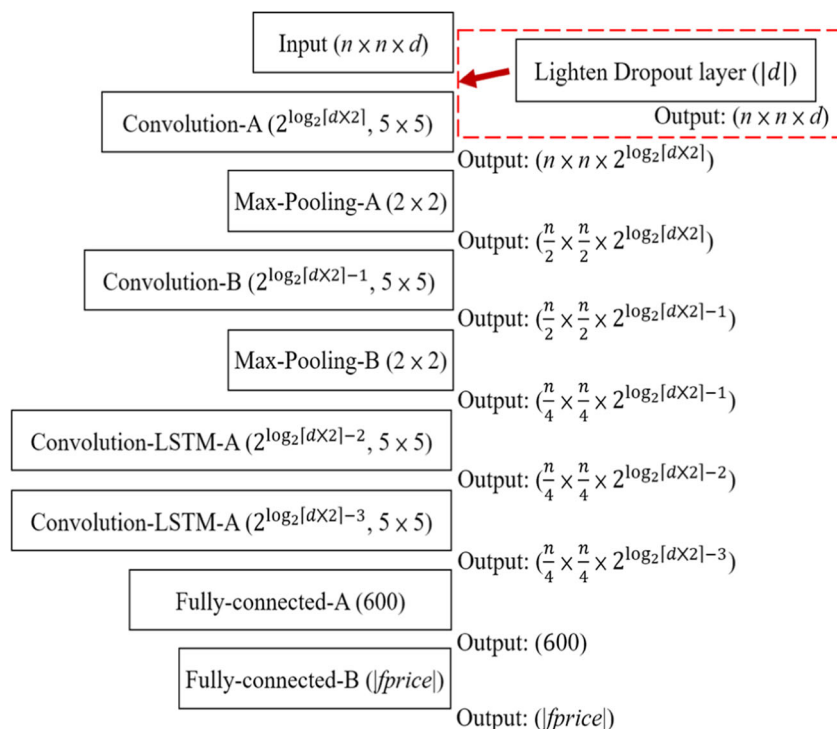 Input (n × n × d)
Lighten Dropout layer (|d|)
Output: (n × n × d)
Convolution-A (2^{log₂⌈d×2⌉}, 5 × 5)
Output: (n × n × 2^{log₂⌈d×2⌉})
Max-Pooling-A (2 × 2)
Output: (n/2 × n/2 × 2^{log₂⌈d×2⌉})
Convolution-B (2^{log₂⌈d×2⌉−1}, 5 × 5)
Output: (n/2 × n/2 × 2^{log₂⌈d×2⌉−1})
Max-Pooling-B (2 × 2)
Output: (n/4 × n/4 × 2^{log₂⌈d×2⌉−1})
Convolution-LSTM-A (2^{log₂⌈d×2⌉−2}, 5 × 5)
Output: (n/4 × n/4 × 2^{log₂⌈d×2⌉−2})
Convolution-LSTM-A (2^{log₂⌈d×2⌉−3}, 5 × 5)
Output: (n/4 × n/4 × 2^{log₂⌈d×2⌉−3})
Fully-connected-A (600)
Output: (600)
Fully-connected-B (|fprice|)
Output: (|fprice|)